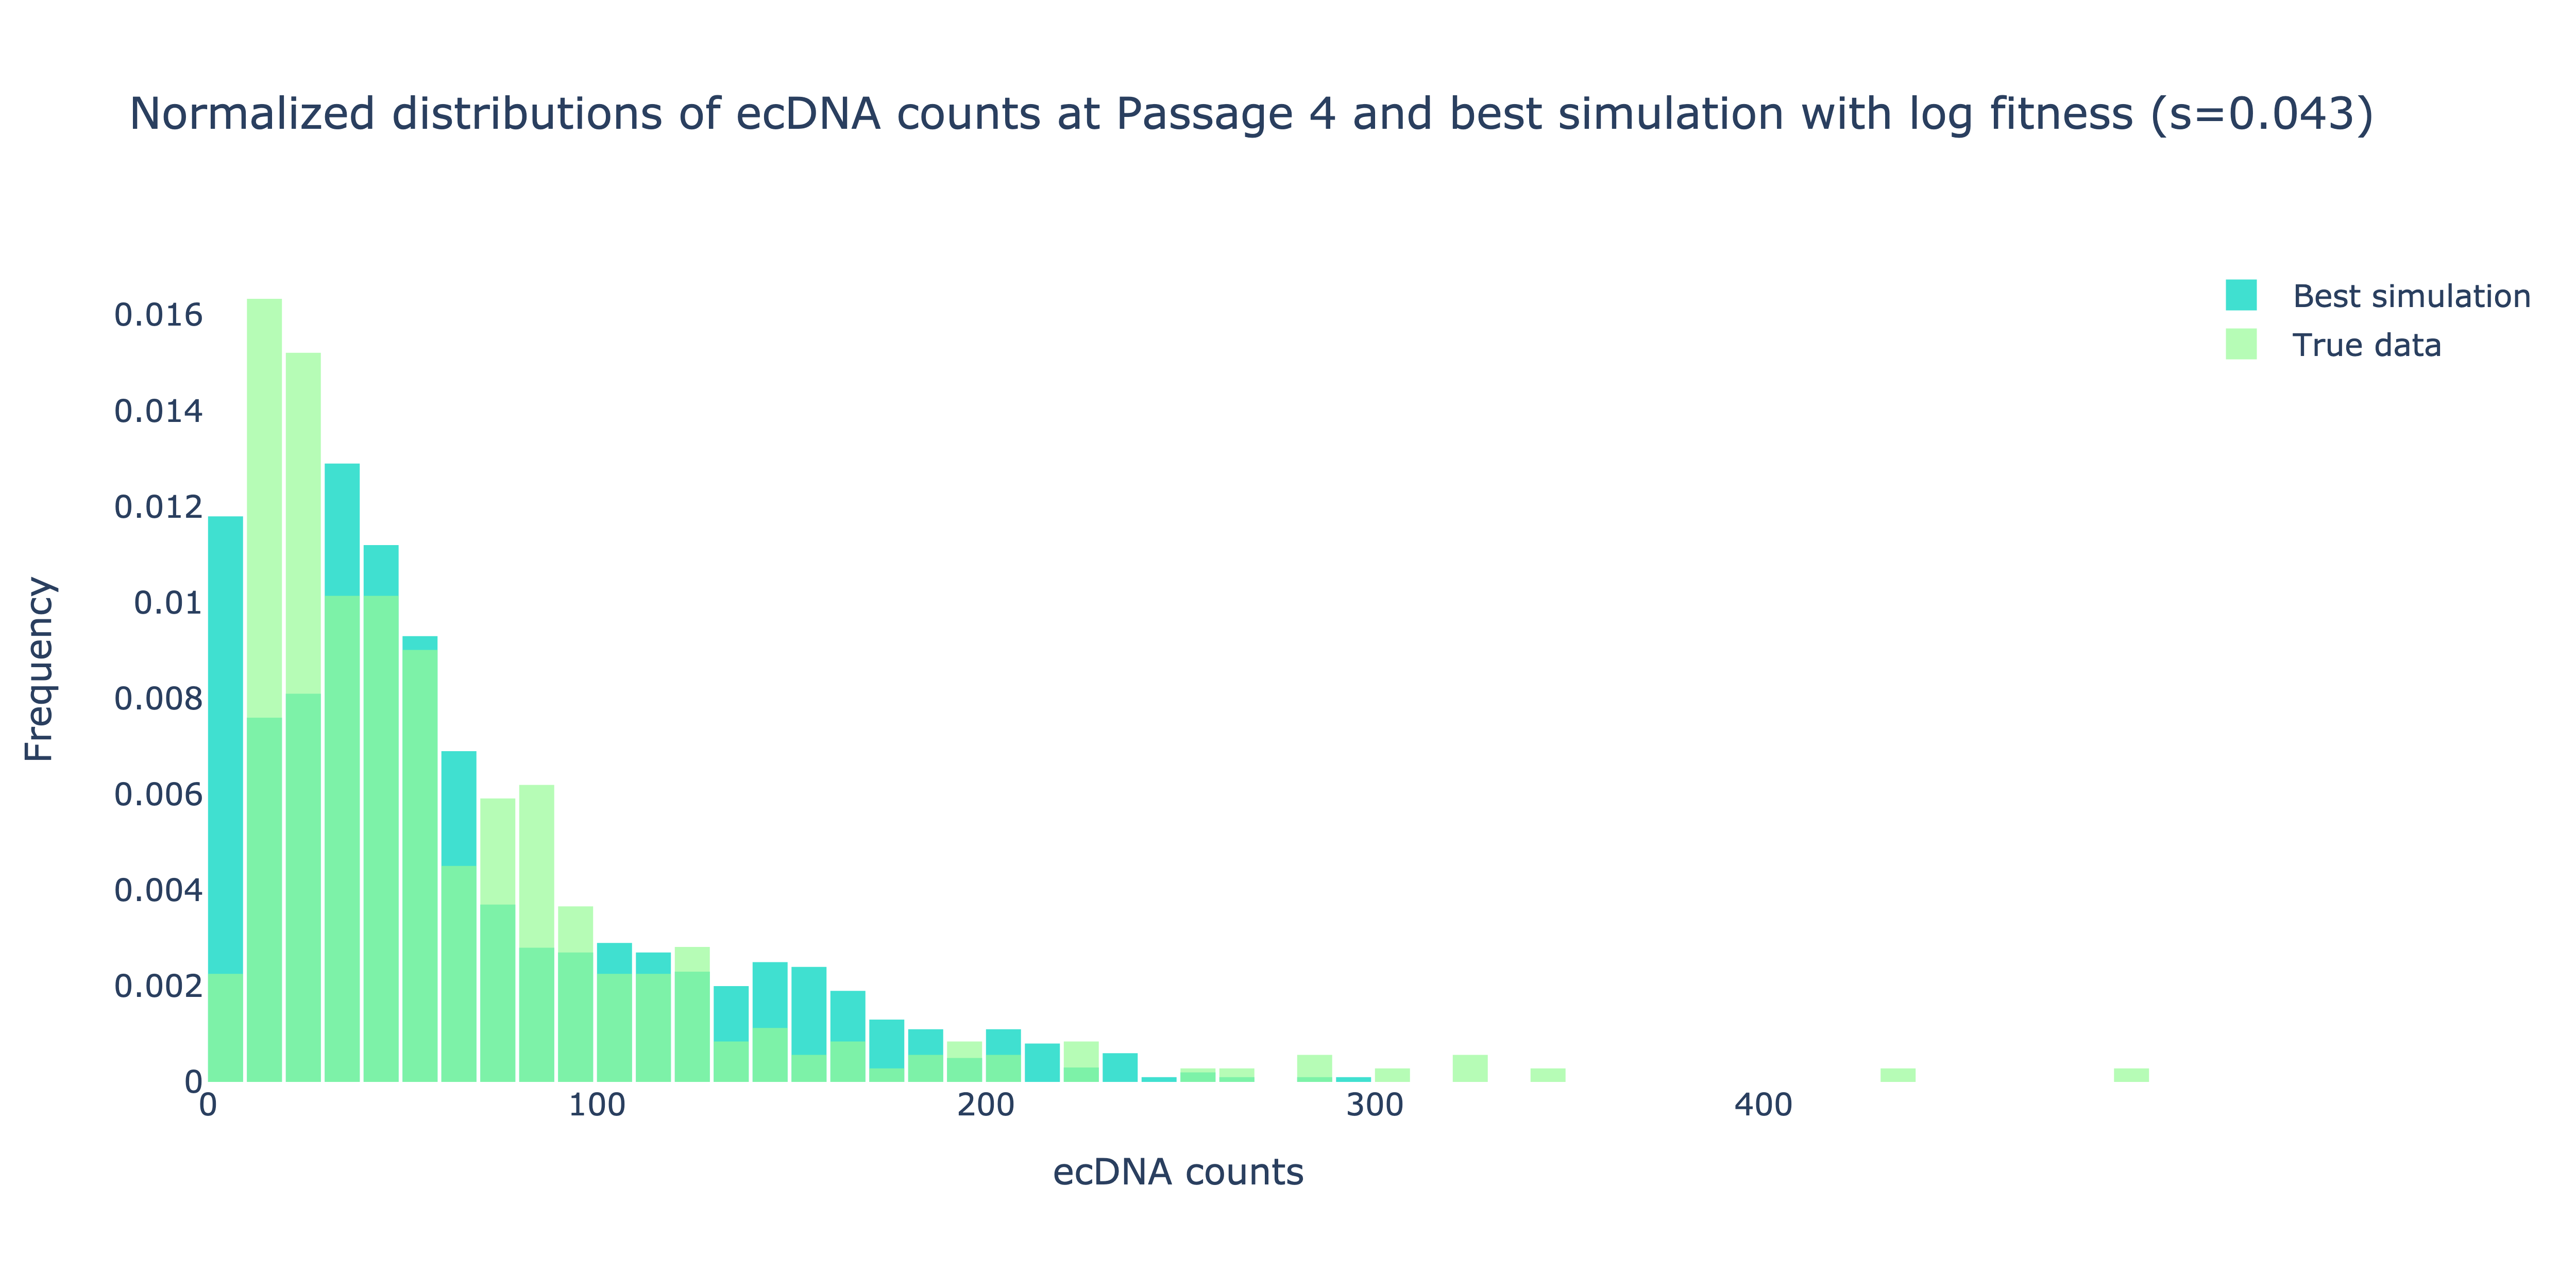 Normalized distributions of ecDNA counts at Passage 4 and best simulation with log fitness (s=0.043)
Best simulation
True data
0.016
0.014
0.012
0.01
0.008
0.006
0.004
0.002
0
Frequency
0
100
200
300
400
ecDNA counts